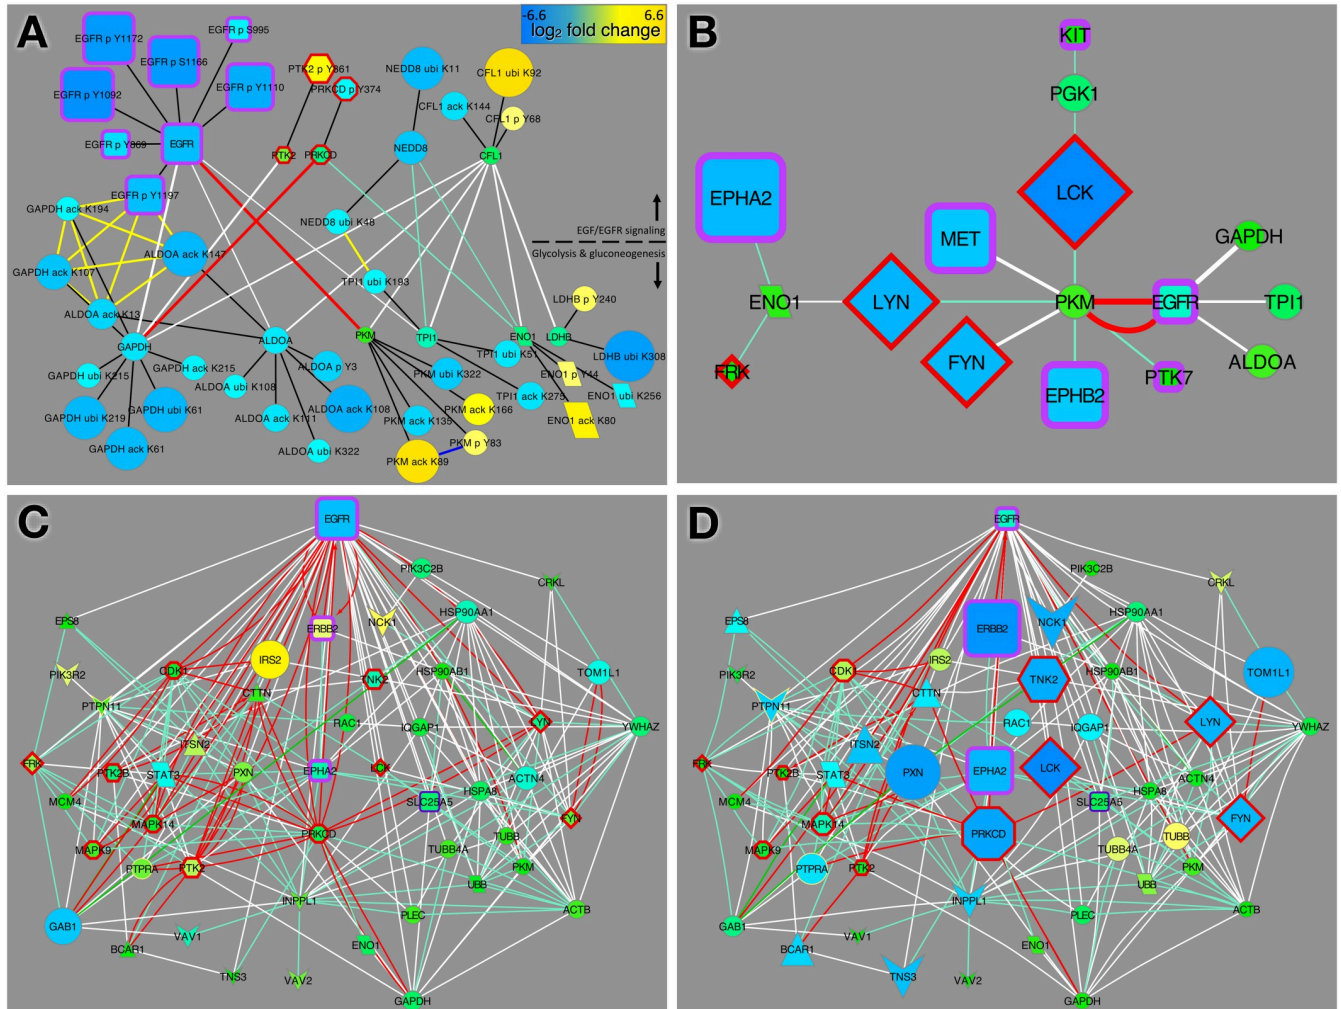 A
-6.6 6.6
log2 fold change
EGFR p Y1172
EGFR p S995
EGFR p S1166
EGFR p Y1092
EGFR p Y1110
EGFR p Y869
EGFR
EGFR p Y1197
PTK2 p Y861
PRKCD p Y374
PTK2
PRKCD
NEDD8 ubi K11
NEDD8
NEDD8 ubi K48
CFL1 ubi K92
CFL1 ack K144
CFL1 p Y68
CFL1
EGF/EGFR signaling
Glycolysis & gluconeogenesis
GAPDH ack K194
ALDOA ack K147
GAPDH ack K107
ALDOA ack K13
TPI1 ubi K193
LDHB p Y240
GAPDH
ALDOA
PKM
TPI1
ENO1
LDHB
LDHB ubi K308
GAPDH ubi K215
GAPDH ack K215
ALDOA ubi K108
ALDOA p Y3
PKM ubi K322
TPI1 ubi K51
ENO1 p Y44
TPI1 ack K275
ENO1 ubi K256
GAPDH ubi K219
GAPDH ubi K61
ALDOA ack K111
ALDOA ack K108
PKM ack K135
PKM ack K166
ENO1 ack K80
GAPDH ack K61
ALDOA ubi K322
PKM p Y83
PKM ack K89
B
KIT
PGK1
LCK
EPHA2
MET
GAPDH
ENO1
LYN
PKM
EGFR
TPI1
FYN
ALDOA
FRK
EPHB2
PTK7
C
EGFR
PIK3C2B
CRKL
EPS8
ERBB2
NCK1
HSP90AA1
PIK3R2
CDK1
IRS2
TNK2
HSP90AB1
TOM1L1
PTPN11
CTTN
RAC1
IQGAP1
LYN
YWHAZ
ITSN2
FRK
PTK2B
STAT3
PXN
EPHA2
LCK
ACTN4
MCM4
SLC25A5
HSPA8
MAPK14
PRKCD
FYN
MAPK9
TUBB
TUBB4A
PTPRA
PTK2
PKM
UBB
INPPL1
GAB1
PLEC
ACTB
VAV1
BCAR1
ENO1
TNS3
VAV2
GAPDH
D
EGFR
PIK3C2B
CRKL
EPS8
ERBB2
NCK1
HSP90AA1
PIK3R2
CDK1
IRS2
TNK2
HSP90AB1
TOM1L1
PTPN11
CTTN
RAC1
IQGAP1
LYN
YWHAZ
ITSN2
FRK
PTK2B
STAT3
PXN
EPHA2
LCK
ACTN4
MCM4
SLC25A5
HSPA8
MAPK14
PRKCD
FYN
MAPK9
TUBB
TUBB4A
PTPRA
PTK2
PKM
UBB
INPPL1
GAB1
PLEC
ACTB
VAV1
BCAR1
ENO1
TNS3
VAV2
GAPDH